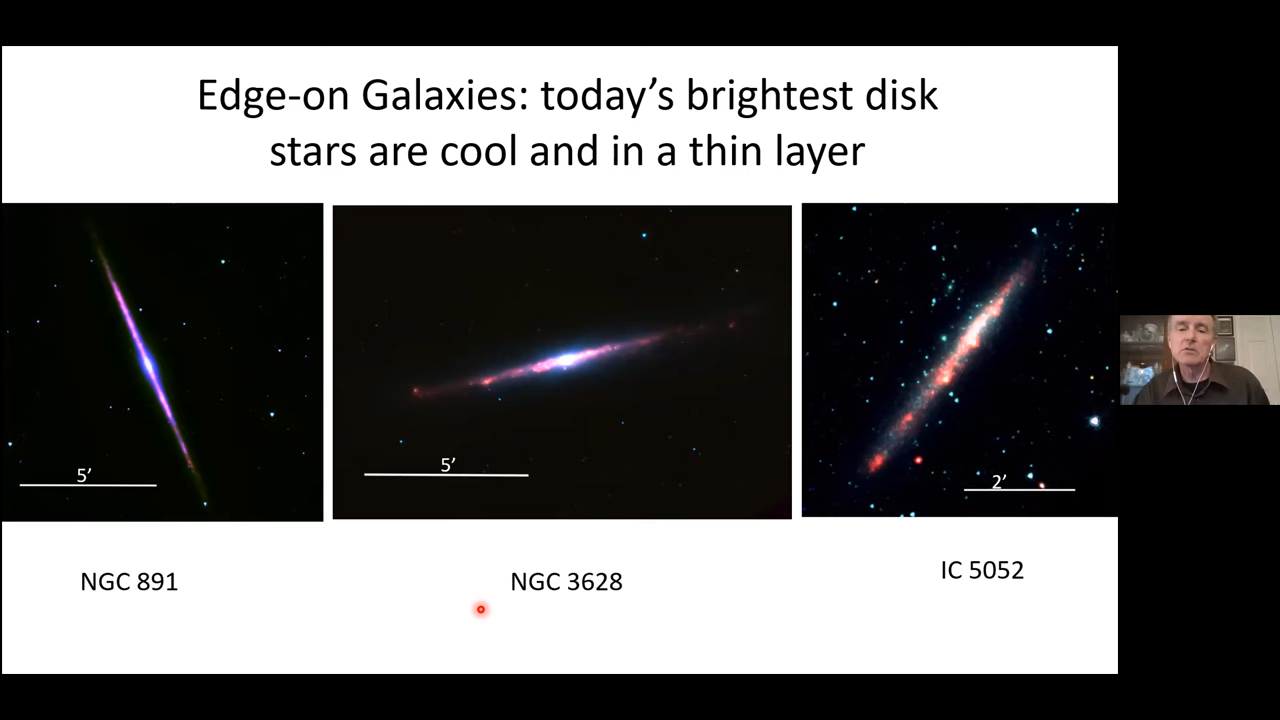 Edge-on Galaxies: today’s brightest disk
stars are cool and in a thin layer
5’
5’
2’
NGC 891
NGC 3628
IC 5052